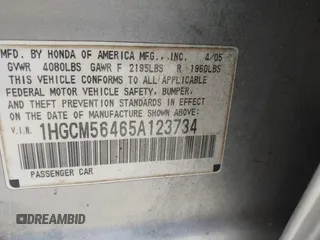 MFD. BY HONDA OF AMERICA MFG., INC. 4/05
GVWR 4080LBS GAWR F 2195LBS R 1960LBS
THIS VEHICLE CONFORMS TO ALL APPLICABLE
FEDERAL MOTOR VEHICLE SAFETY, BUMPER,
AND THEFT PREVENTION STANDARDS IN EFFECT
ON THE DATE OF MANUFACTURE SHOWN ABOVE.
V.I.N. 1HGCM56465A123734
PASSENGER CAR
DREAMBID